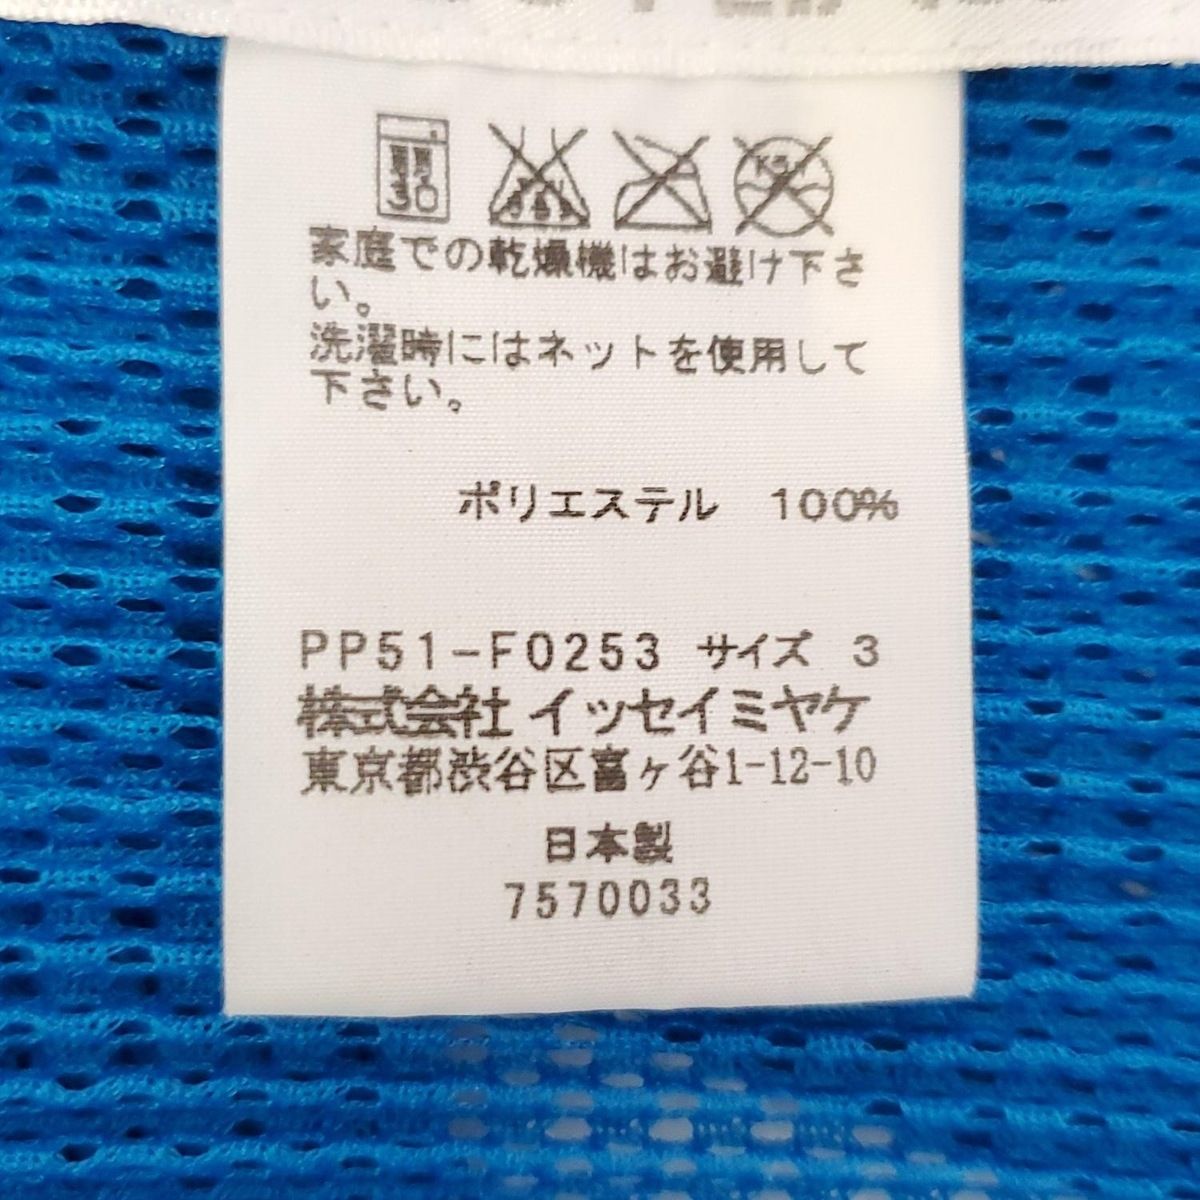 家庭での乾燥機はお避け下さ
い。
洗濯時にはネットを使用して
下さい。
ポリエステル 100%
PP51-F0253 サイズ 3
株式会社 イッセイミヤケ
東京都渋谷区富ヶ谷1-12-10
日本製
7570033